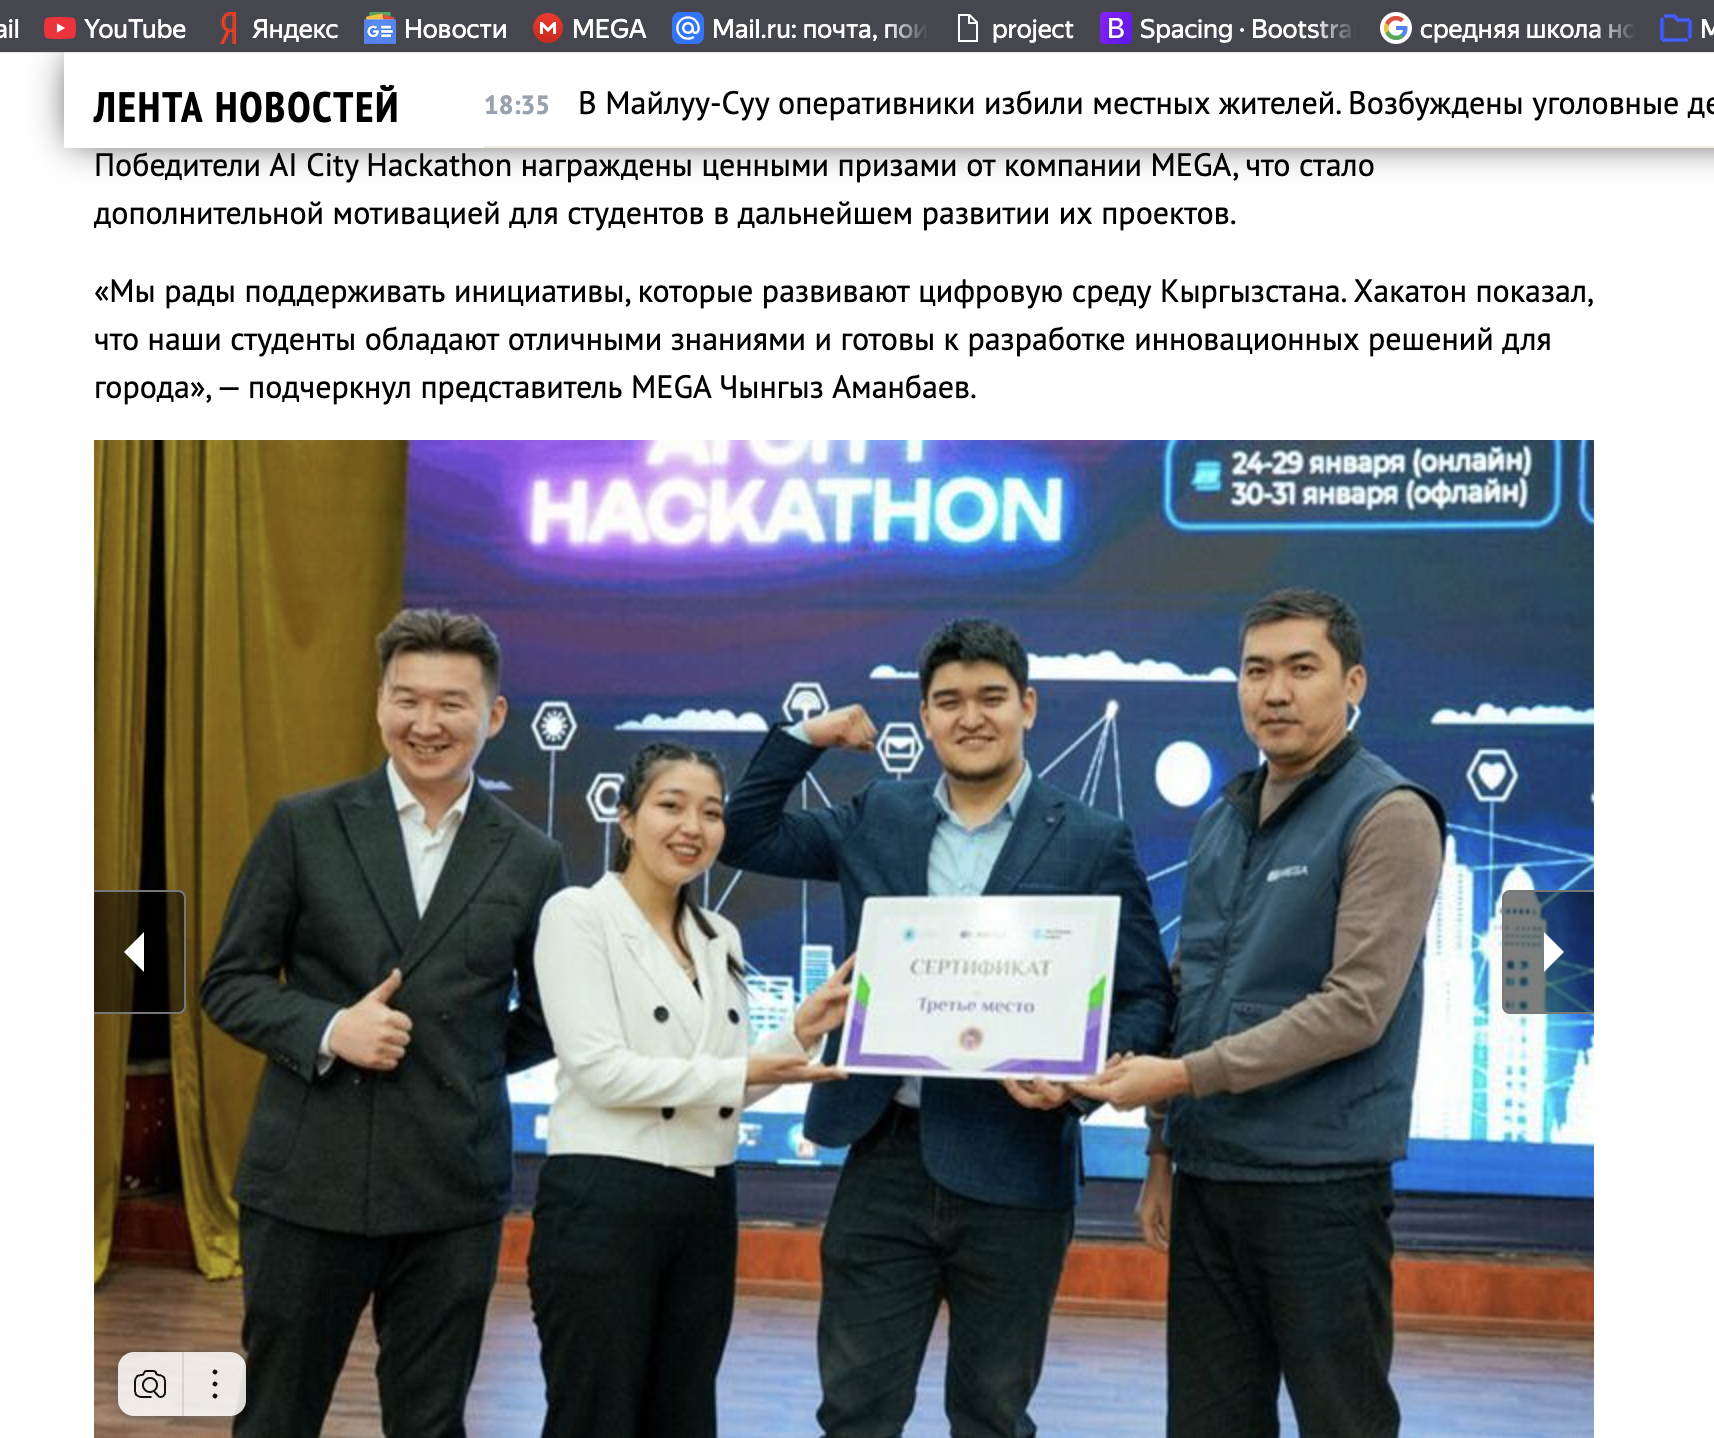 ail YouTube Яндекс Новости MEGA Mail.ru: почта, пои project Spacing · Bootstra средняя школа но M
ЛЕНТА НОВОСТЕЙ 18:35 В Майлуу-Суу оперативники избили местных жителей. Возбуждены уголовные де
Победители AI City Hackathon награждены ценными призами от компании MEGA, что стало
дополнительной мотивацией для студентов в дальнейшем развитии их проектов.
«Мы рады поддерживать инициативы, которые развивают цифровую среду Кыргызстана. Хакатон показал,
что наши студенты обладают отличными знаниями и готовы к разработке инновационных решений для
города», — подчеркнул представитель MEGA Чынгыз Аманбаев.
HACKATHON
24-29 января (онлайн)
30-31 января (офлайн)
MEGA
СЕРТИФИКАТ
Третье место